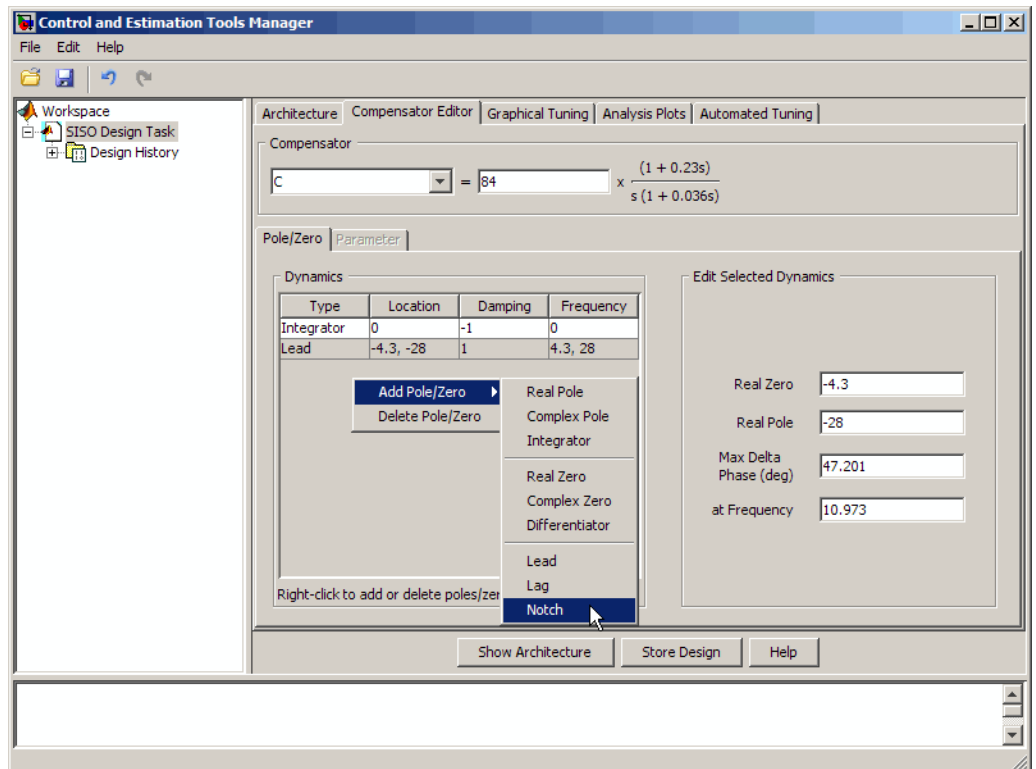 Control and Estimation Tools Manager
File Edit Help
Workspace
SISO Design Task
Design History
Architecture Compensator Editor Graphical Tuning Analysis Plots Automated Tuning
Compensator
C = 84 x (1 + 0.23s)
s (1 + 0.036s)
Pole/Zero Parameter
Dynamics
Type Location Damping Frequency
Integrator 0 -1 0
Lead -4.3, -28 1 4.3, 28
Add Pole/Zero
Delete Pole/Zero
Real Pole
Complex Pole
Integrator
Real Zero
Complex Zero
Differentiator
Lead
Lag
Notch
Right-click to add or delete poles/zer
Edit Selected Dynamics
Real Zero -4.3
Real Pole -28
Max Delta
Phase (deg) 47.201
at Frequency 10.973
Show Architecture Store Design Help